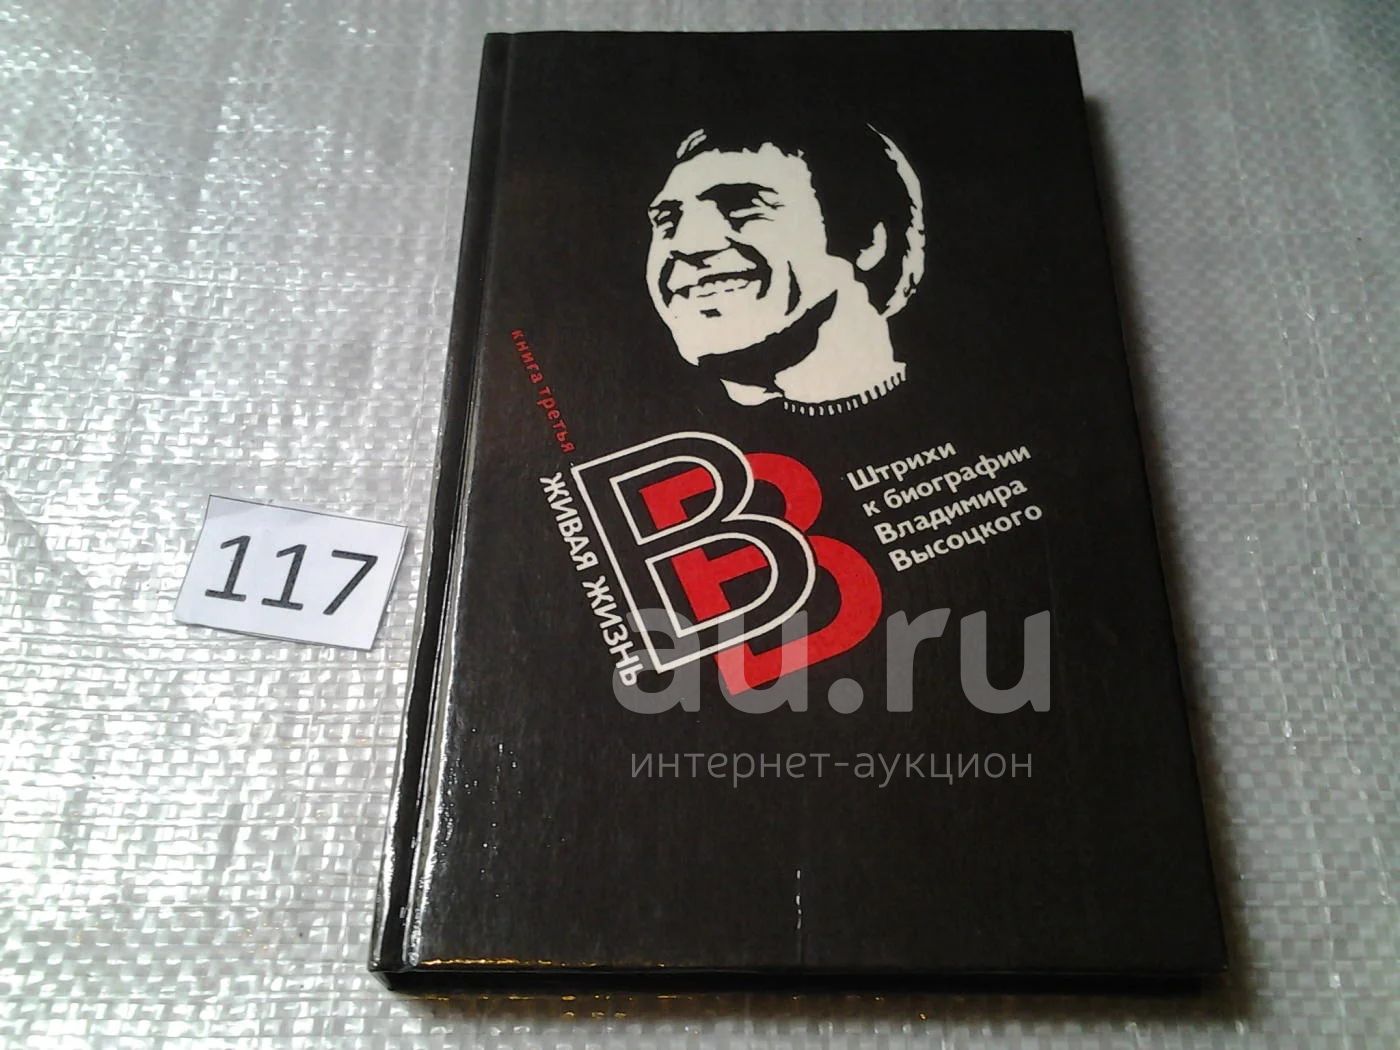 книга третья
ЖИВАЯ ЖИЗНЬ
ВВ
Штрихи
к биографии
Владимира
Высоцкого
117
au.ru
интернет-аукцион